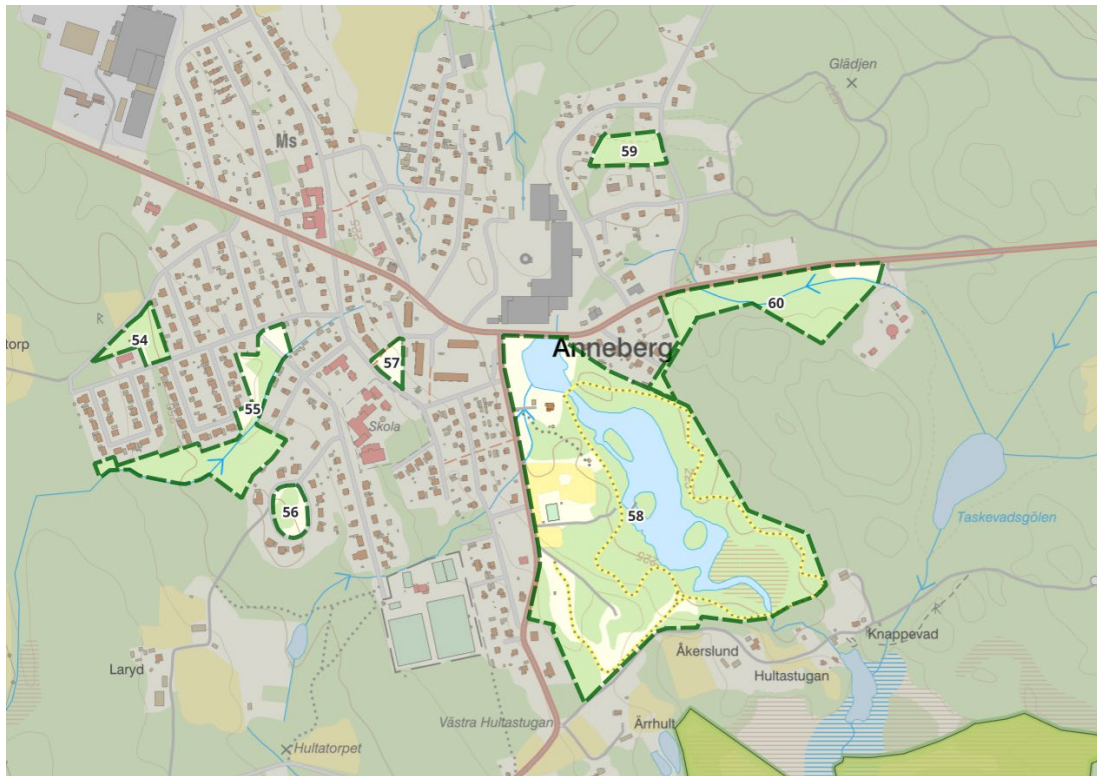 Glädjen
Ms
59
60
torp
54
57
Anneberg
55
Skola
56
58
Taskevadsgölen
Knappevad
Åkerslund
Hultastugan
Laryd
Västra Hultastugan
Ärrhult
Hultatorpet